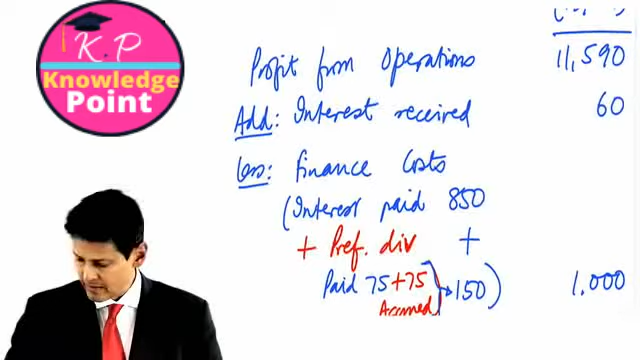 K.P
Knowledge
Point
Profit from Operations 11,590
Add: Interest received 60
Less: Finance Costs
(Interest paid 850
+ Pref. div +
Paid 75 + 75 150) 1,000
Accrued